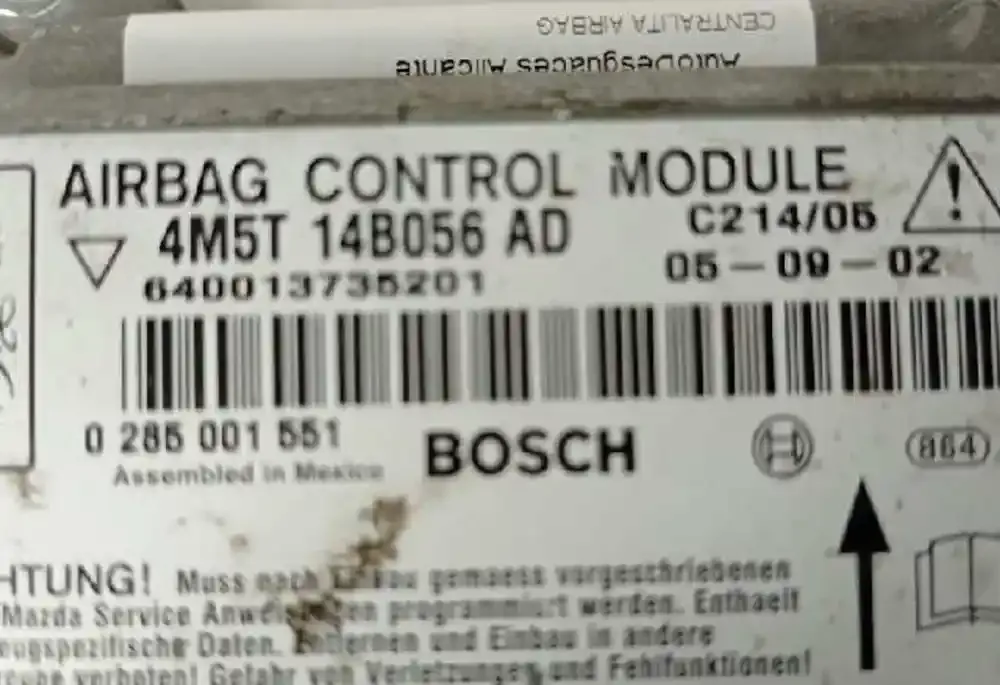 CENTRALITA AIRBAG
AutoDesguaces Alicante
AIRBAG CONTROL MODULE
4M5T 14B056 AD
C214/05
640013735201
05-09-02
0 285 001 551
BOSCH
864
Assembled in Mexico
HTUNG! Muss nach Einbau gemaess vorgeschriebenen
Mazda Service Anweisungen programmiert werden. Enthaelt
eugspezifische Daten. Entfernen und Einbau in andere
verboten! Gefahr von Verletzungen und Fehlfunktionen!